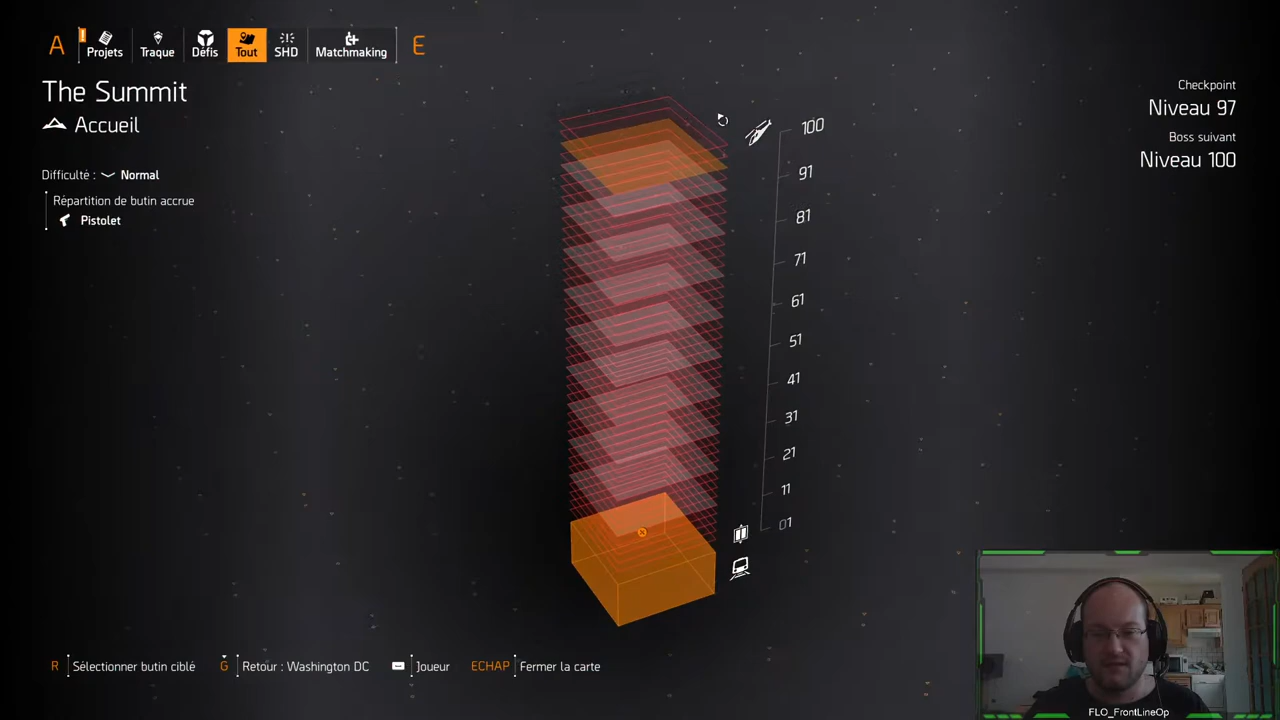 A Projets Traque Défis Tout SHD Matchmaking E
The Summit
Accueil
Difficulté : Normal
Répartition de butin accrue
Pistolet
Checkpoint
Niveau 97
Boss suivant
Niveau 100
100
91
81
71
61
51
41
31
21
11
01
R Sélectionner butin ciblé G Retour : Washington DC Joueur ECHAP Fermer la carte
FLO_FrontLineOp